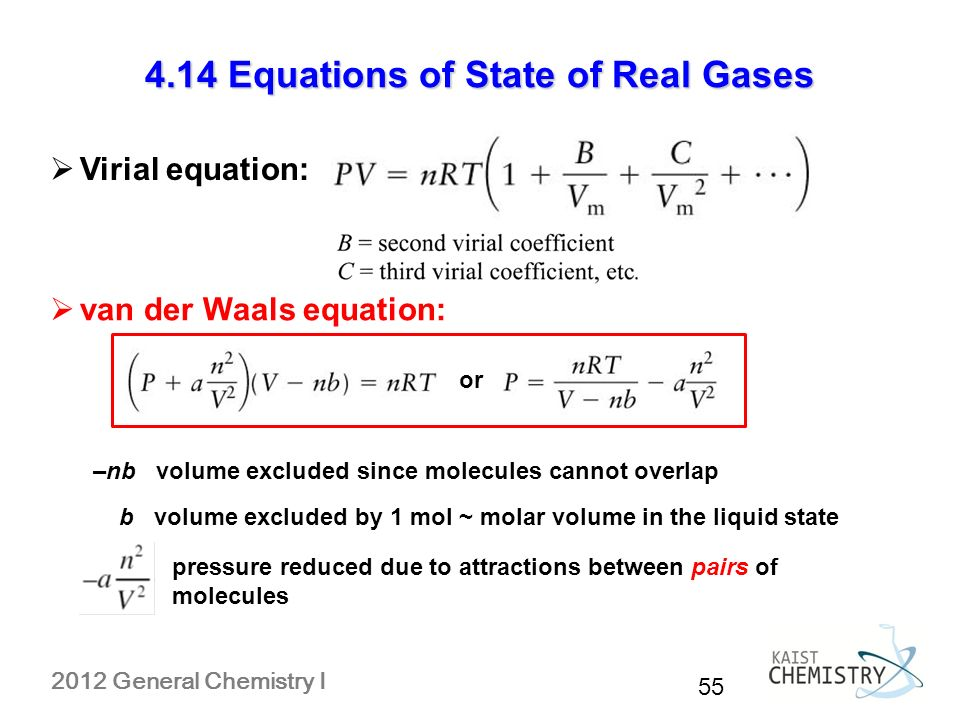 4.14 Equations of State of Real Gases
➢ Virial equation: PV = nRT(1 + B/Vₘ + C/Vₘ² + ···)
B = second virial coefficient
C = third virial coefficient, etc.
➢ van der Waals equation:
(P + a n²/V²)(V − nb) = nRT or P = nRT/(V − nb) − a n²/V²
–nb volume excluded since molecules cannot overlap
b volume excluded by 1 mol ~ molar volume in the liquid state
−a n²/V² pressure reduced due to attractions between pairs of
molecules
2012 General Chemistry I
55
KAIST
CHEMISTRY